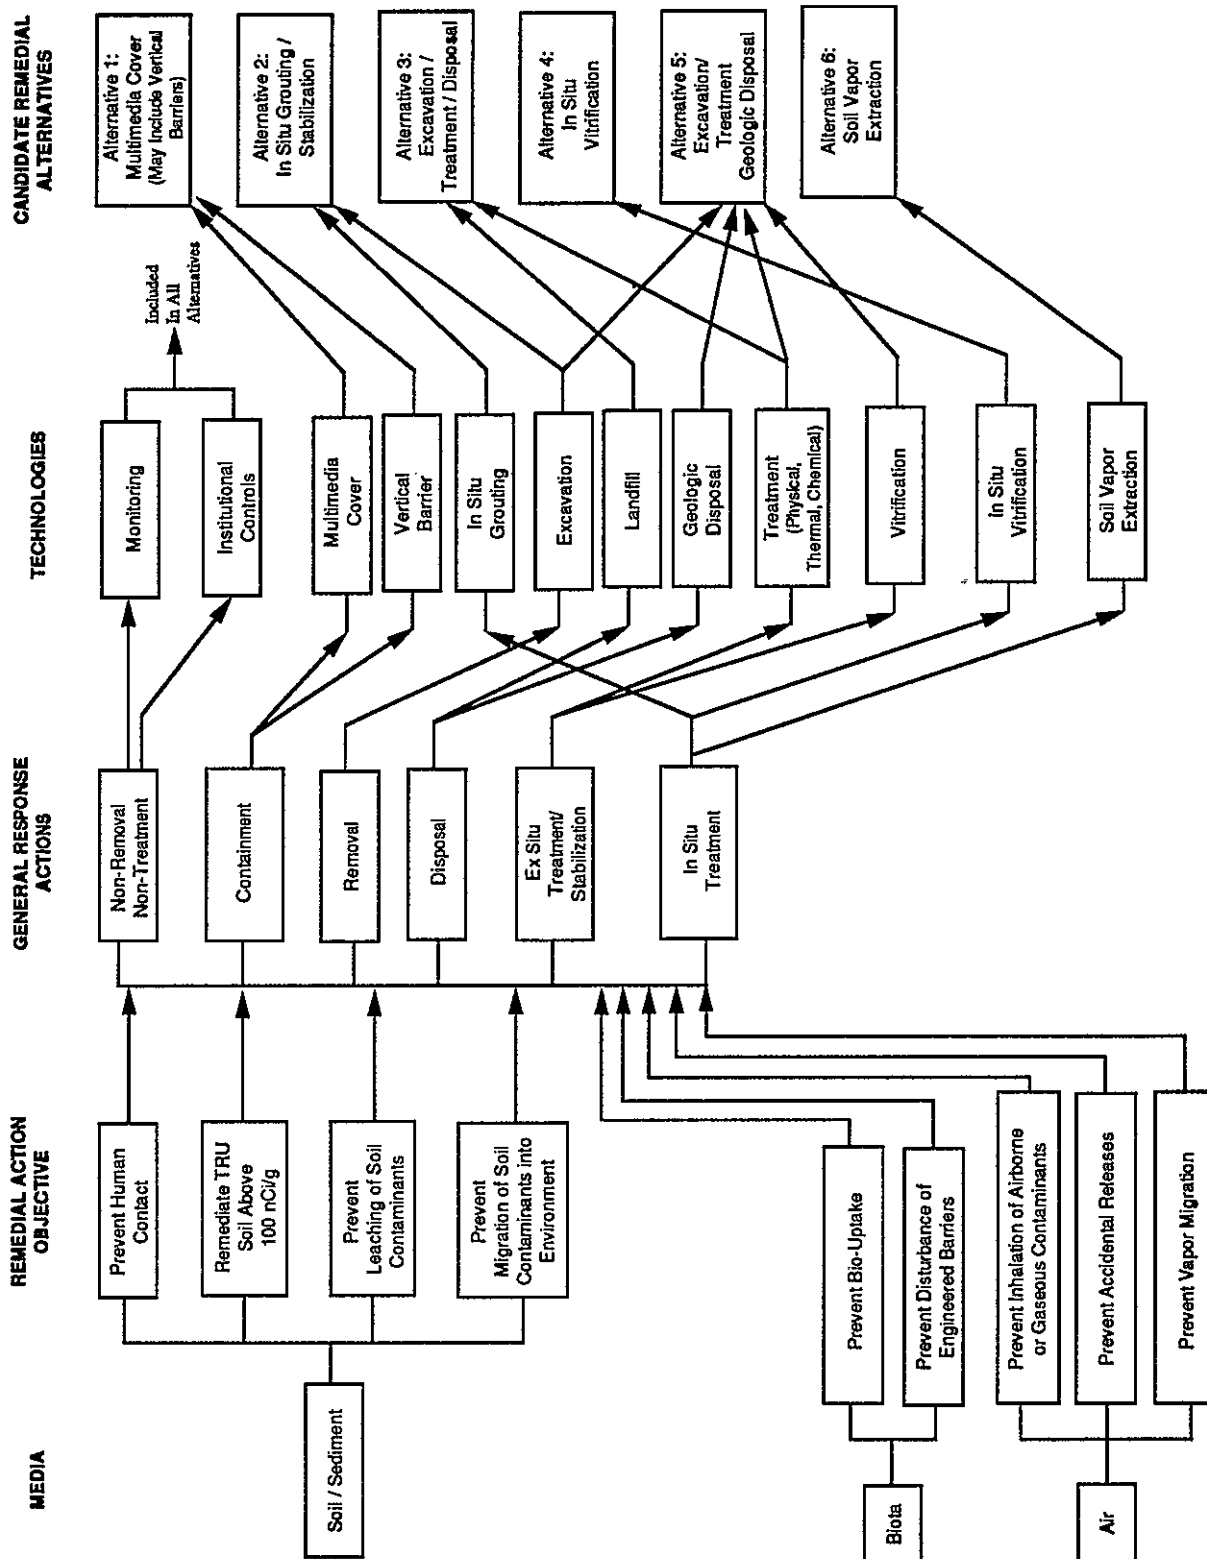 MEDIA
Soil / Sediment
Biota
Air
REMEDIAL ACTION
OBJECTIVE
Prevent Human
Contact
Remediate TRU
Soil Above
100 nCi/g
Prevent
Leaching of Soil
Contaminants
Prevent
Migration of Soil
Contaminants into
Environment
Prevent Bio-Uptake
Prevent Disturbance of
Engineered Barriers
Prevent Inhalation of Airborne
or Gaseous Contaminants
Prevent Accidental Releases
Prevent Vapor Migration
GENERAL RESPONSE
ACTIONS
Non-Removal
Non-Treatment
Containment
Removal
Disposal
Ex Situ
Treatment/
Stabilization
In Situ
Treatment
TECHNOLOGIES
Monitoring
Institutional
Controls
Multimedia
Cover
Vertical
Barrier
In Situ
Grouting
Excavation
Landfill
Geologic
Disposal
Treatment
(Physical,
Thermal, Chemical)
Vitrification
In Situ
Vitrification
Soil Vapor
Extraction
CANDIDATE REMEDIAL
ALTERNATIVES
Included
In All
Alternatives
Alternative 1:
Multimedia Cover
(May Include Vertical
Barriers)
Alternative 2:
In Situ Grouting /
Stabilization
Alternative 3:
Excavation /
Treatment / Disposal
Alternative 4:
In Situ
Vitrification
Alternative 5:
Excavation/
Treatment
Geologic Disposal
Alternative 6:
Soil Vapor
Extraction